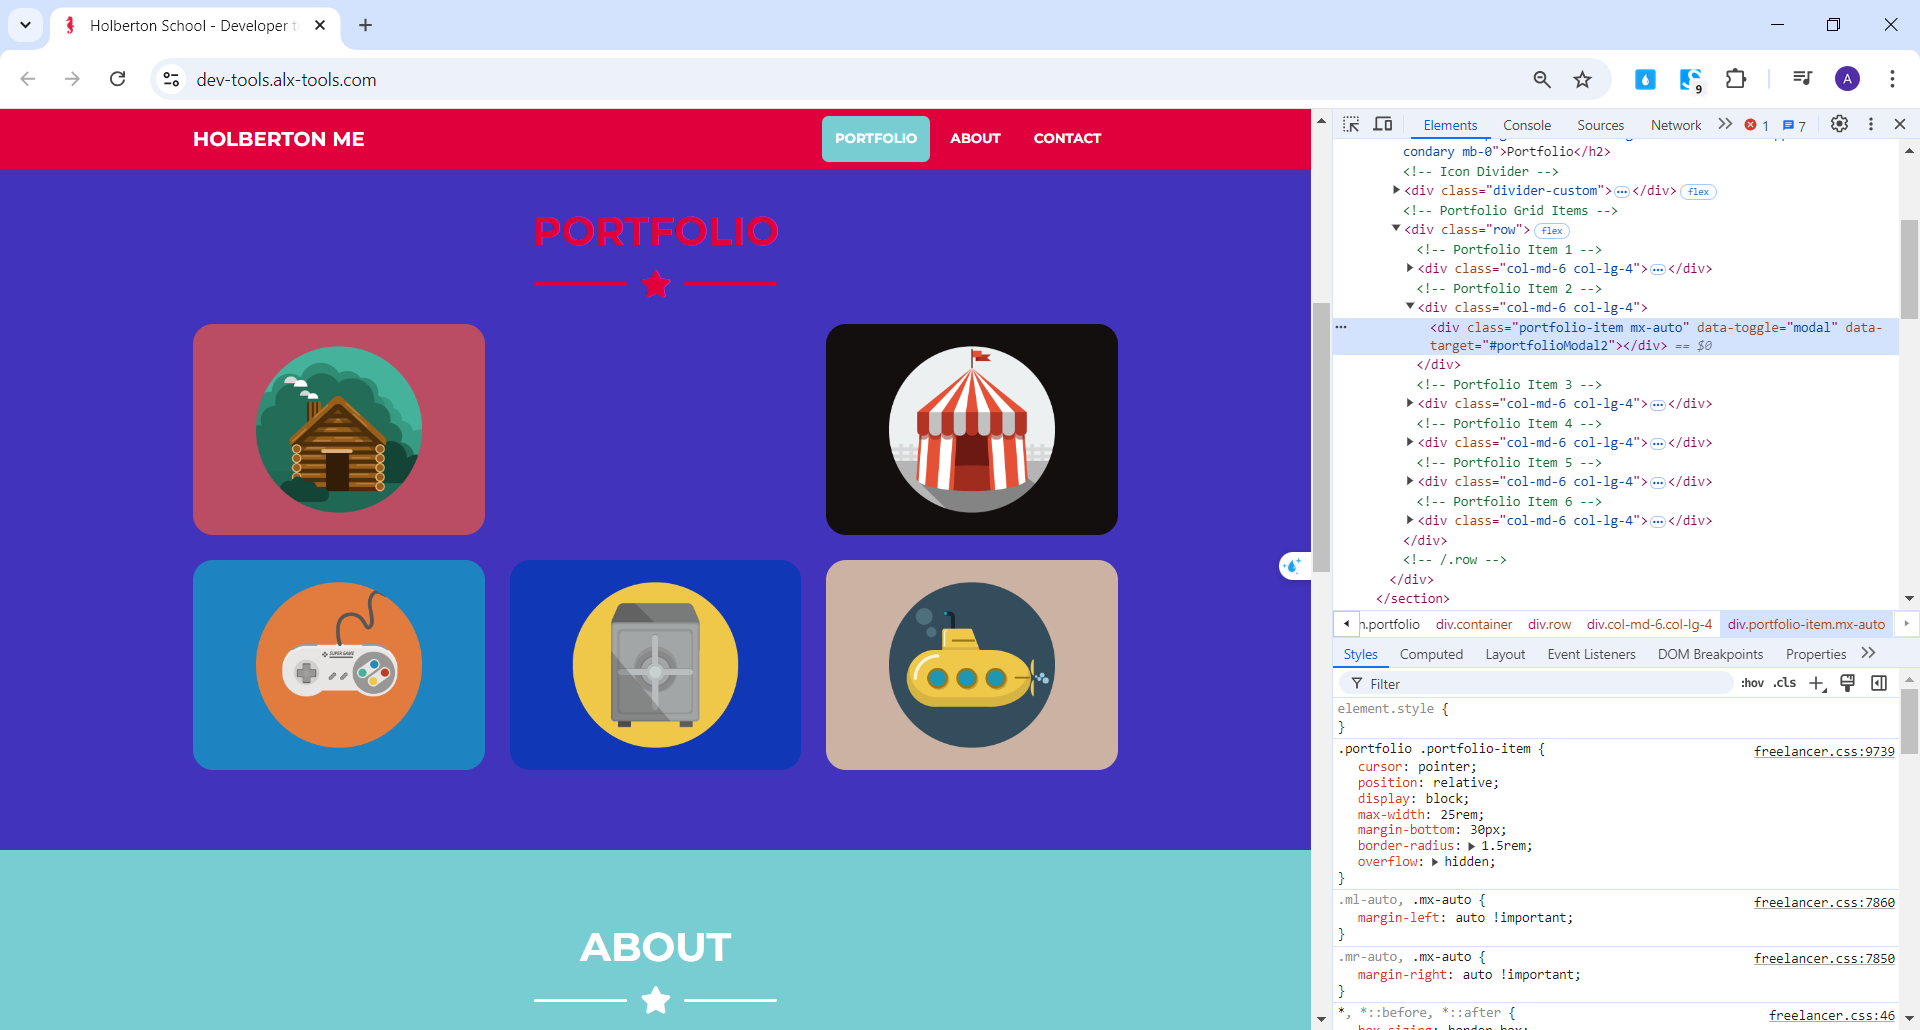 Holberton School - Developer t
dev-tools.alx-tools.com
9
A
HOLBERTON ME
PORTFOLIO
ABOUT
CONTACT
PORTFOLIO
SUPER GAME
ABOUT
Elements
Console
Sources
Network
1
7
condary mb-0">Portfolio</h2>
<!-- Icon Divider -->
<div class="divider-custom">…</div> flex
<!-- Portfolio Grid Items -->
<div class="row"> flex
<!-- Portfolio Item 1 -->
<div class="col-md-6 col-lg-4">…</div>
<!-- Portfolio Item 2 -->
<div class="col-md-6 col-lg-4">
<div class="portfolio-item mx-auto" data-toggle="modal" data-
target="#portfolioModal2"></div> == $0
</div>
<!-- Portfolio Item 3 -->
<div class="col-md-6 col-lg-4">…</div>
<!-- Portfolio Item 4 -->
<div class="col-md-6 col-lg-4">…</div>
<!-- Portfolio Item 5 -->
<div class="col-md-6 col-lg-4">…</div>
<!-- Portfolio Item 6 -->
<div class="col-md-6 col-lg-4">…</div>
</div>
<!-- /.row -->
</div>
</section>
n.portfolio div.container div.row div.col-md-6.col-lg-4 div.portfolio-item.mx-auto
Styles Computed Layout Event Listeners DOM Breakpoints Properties
Filter :hov .cls
element.style {
}
.portfolio .portfolio-item { freelancer.css:9739
cursor: pointer;
position: relative;
display: block;
max-width: 25rem;
margin-bottom: 30px;
border-radius: 1.5rem;
overflow: hidden;
}
.ml-auto, .mx-auto { freelancer.css:7860
margin-left: auto !important;
}
.mr-auto, .mx-auto { freelancer.css:7850
margin-right: auto !important;
}
*, *::before, *::after { freelancer.css:46
box-sizing: border-box;